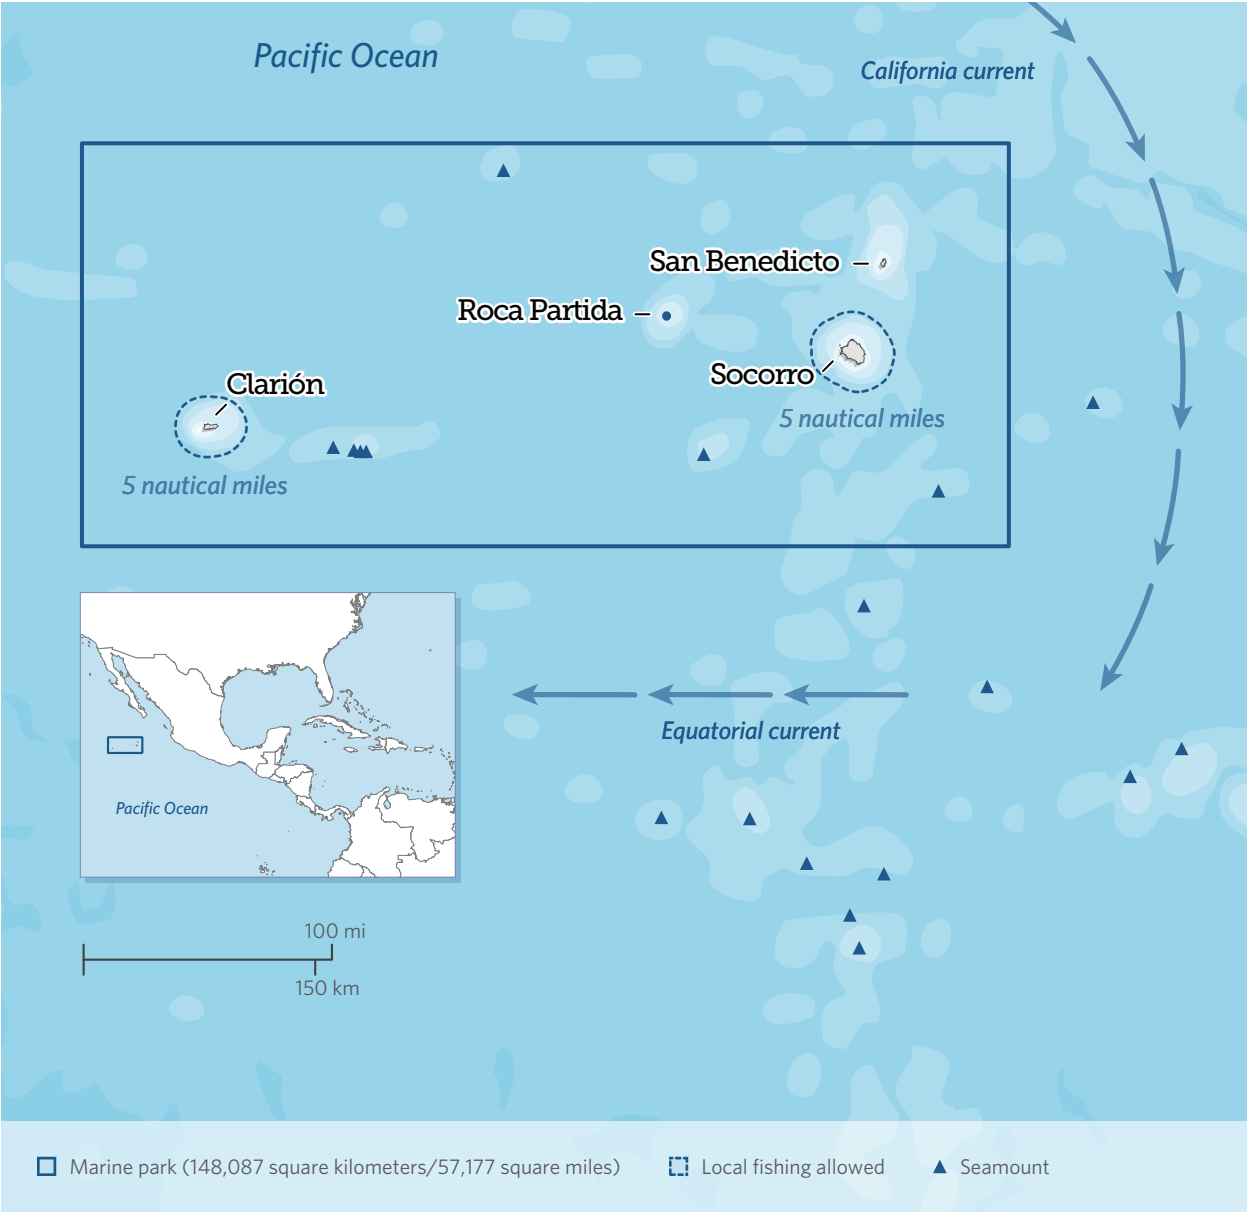 Pacific Ocean
California current
San Benedicto
Roca Partida
Socorro
Clarión
5 nautical miles
5 nautical miles
Equatorial current
Pacific Ocean
100 mi
150 km
Marine park (148,087 square kilometers/57,177 square miles)
Local fishing allowed
Seamount